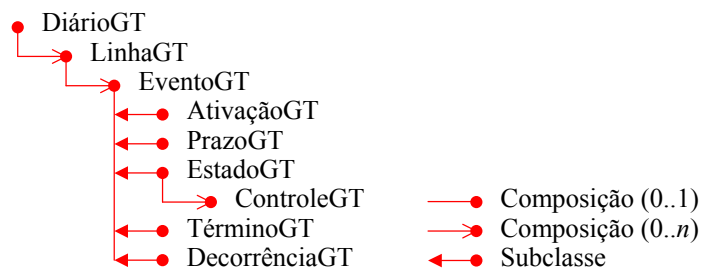 DiárioGT
LinhaGT
EventoGT
AtivaçãoGT
PrazoGT
EstadoGT
ControleGT Composição (0..1)
TérminoGT Composição (0..n)
DecorrênciaGT Subclasse